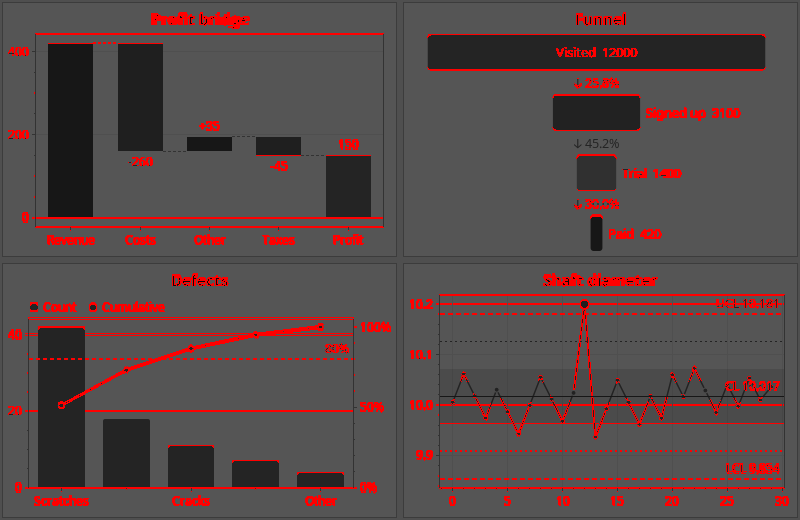 Profit bridge
400
200
0
+35
-260
-45
150
Revenue
Costs
Other
Taxes
Profit
Funnel
Visited 12000
↓ 25.8%
Signed up 3100
↓ 45.2%
Trial 1400
↓ 30.0%
Paid 420
Defects
Count
Cumulative
40
20
0
100%
80%
50%
0%
Scratches
Cracks
Other
Shaft diameter
10.2
10.1
10.0
9.9
0
5
10
15
20
25
30